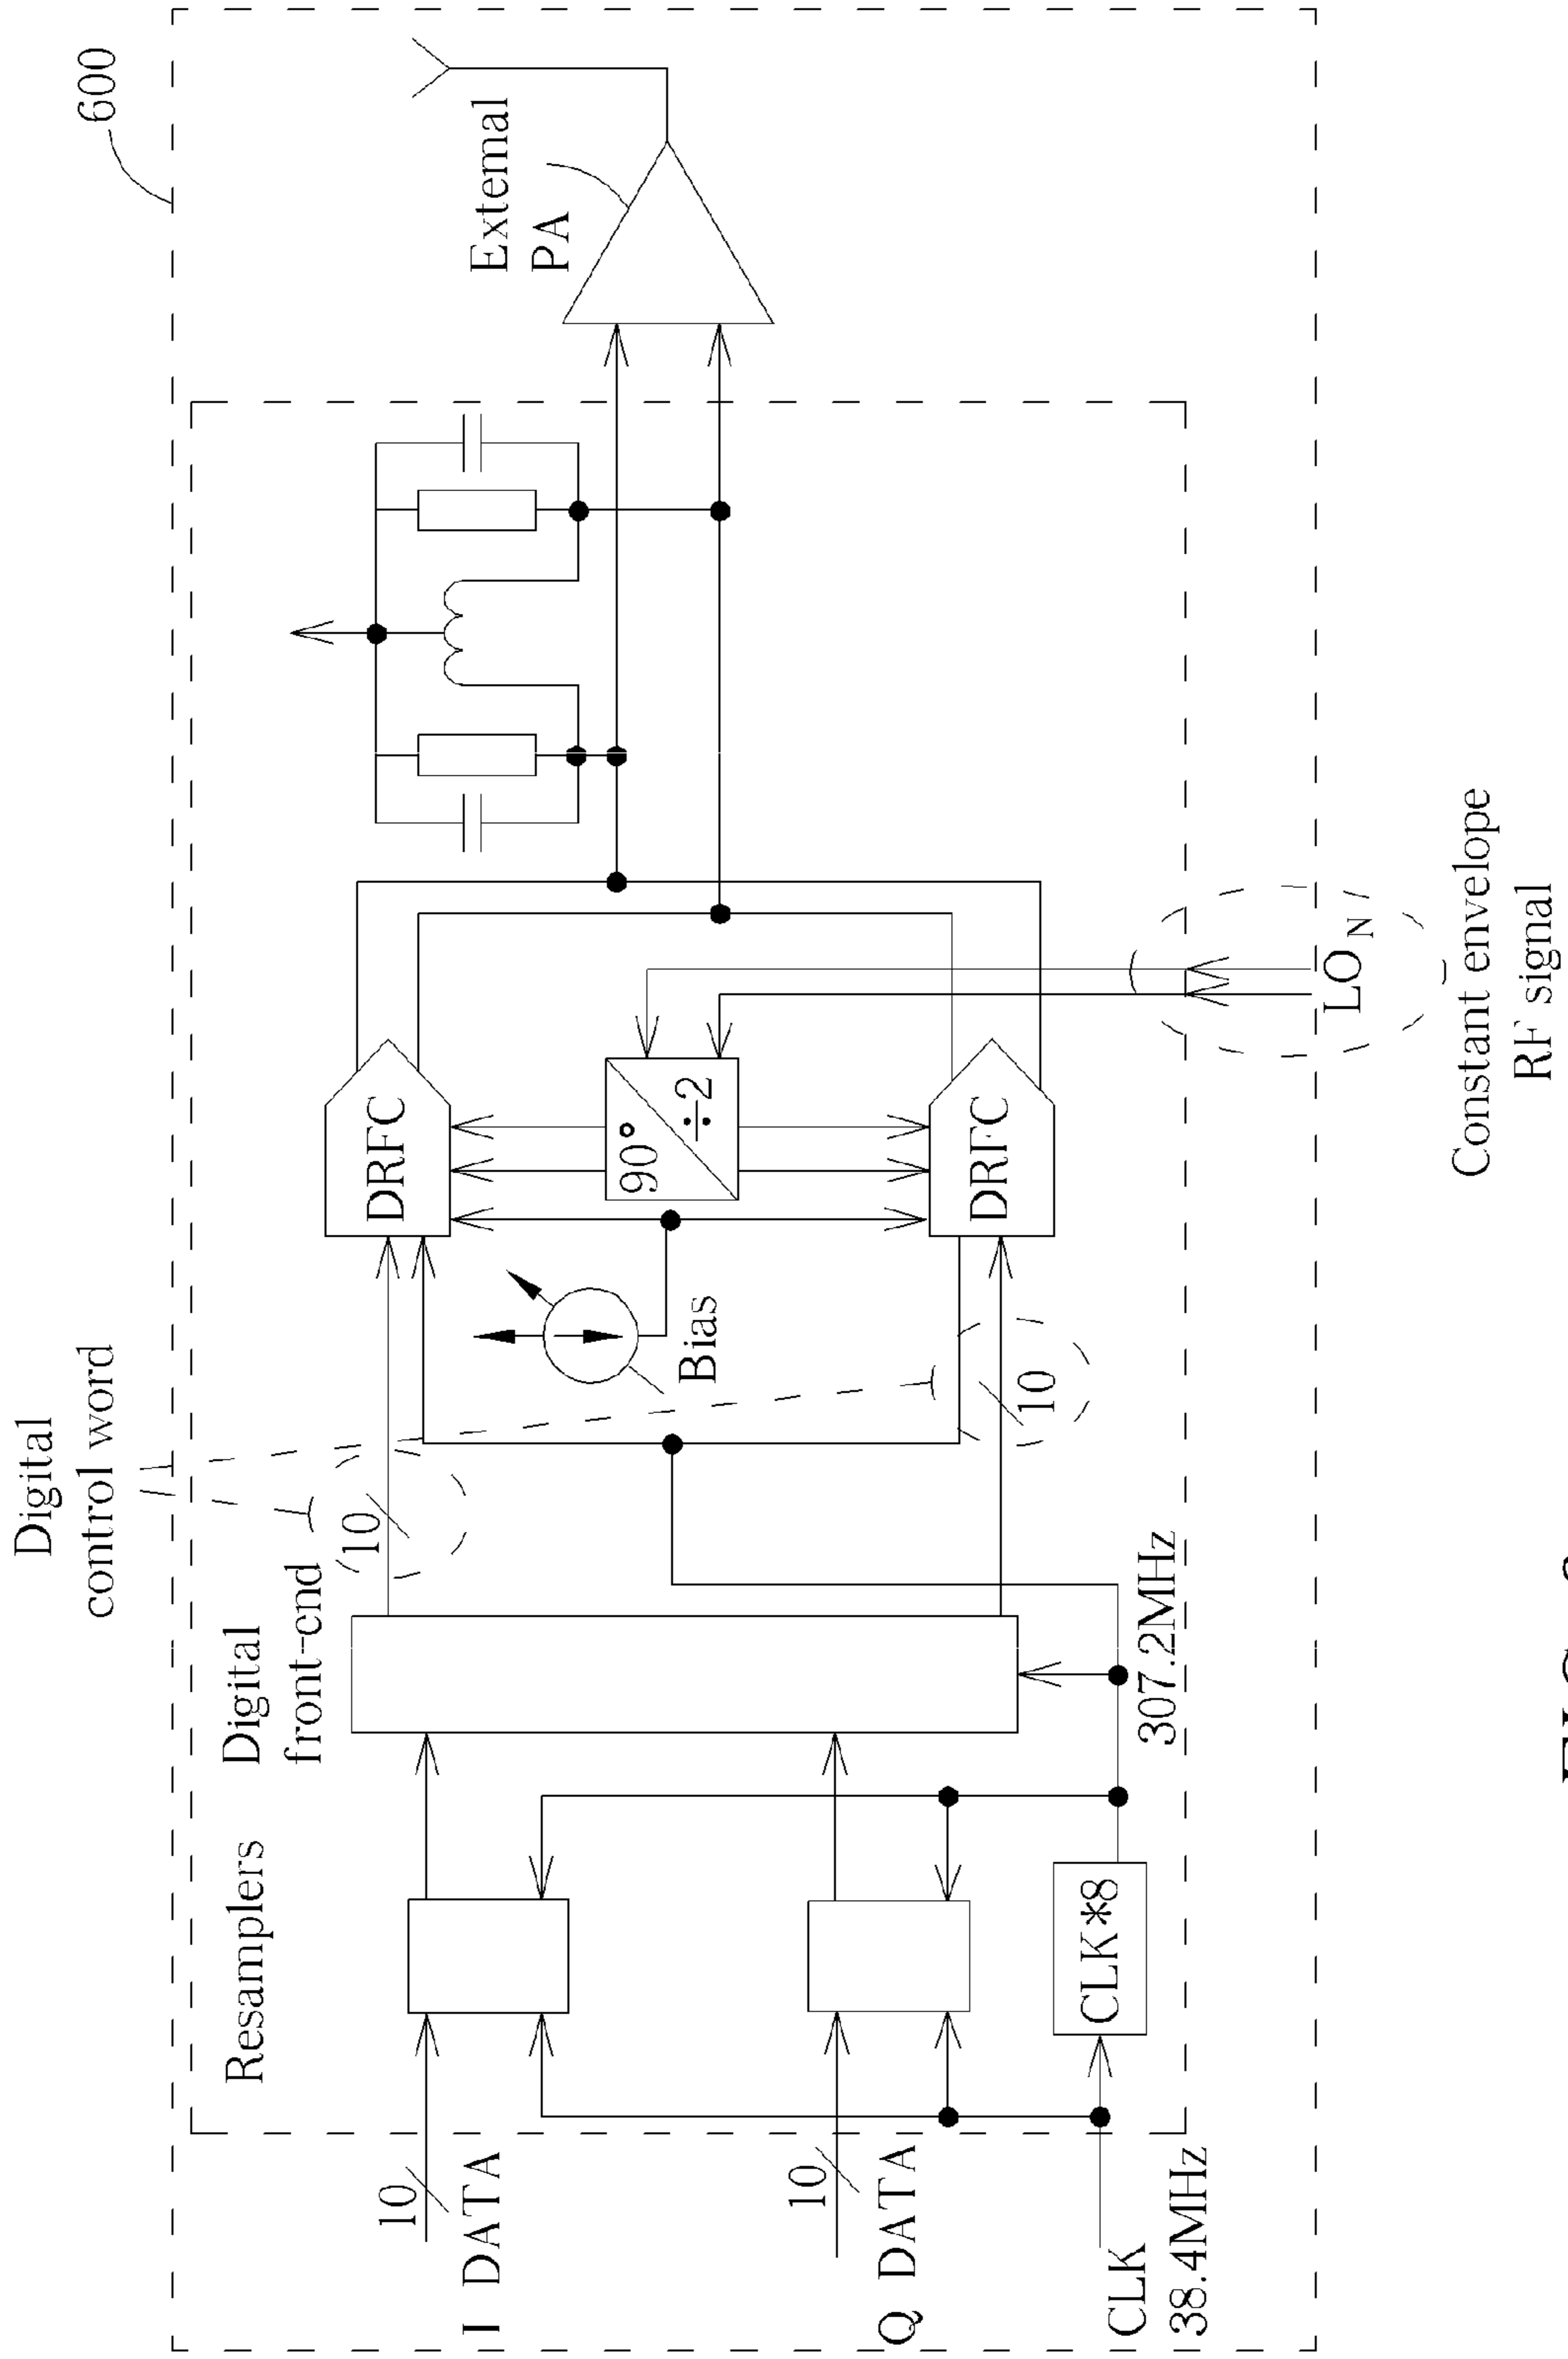 600
Digital
control word
Resamplers
Digital
front-end
External
PA
10
I DATA
10
Q DATA
CLK
38.4MHz
CLK*8
307.2MHz
10
10
Bias
DRFC
90°
÷2
DRFC
LO N
Constant envelope
RF signal